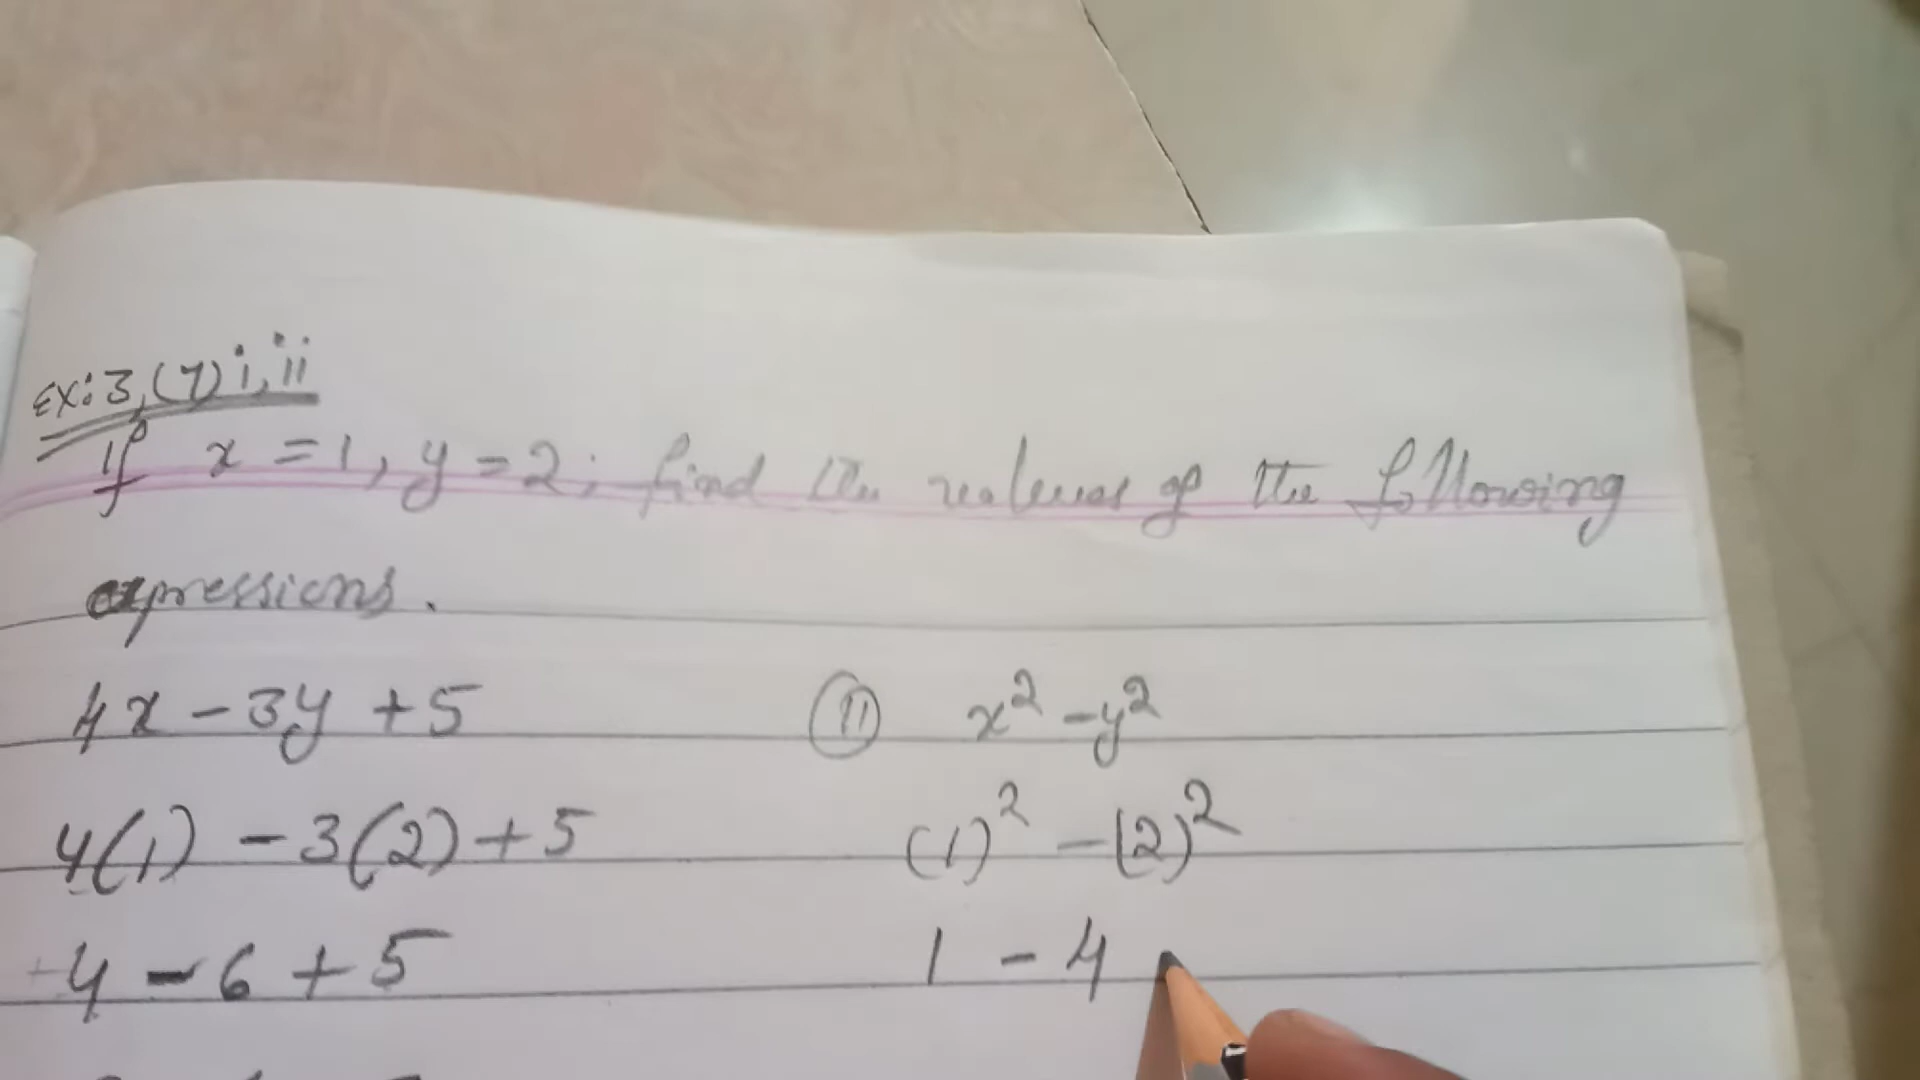 Ex: 3, (7) i, ii
If x = 1, y = 2; find the values of the following
expressions.
4x - 3y + 5
4(1) - 3(2) + 5
+4 - 6 + 5
(ii) x² - y²
(1)² - (2)²
1 - 4